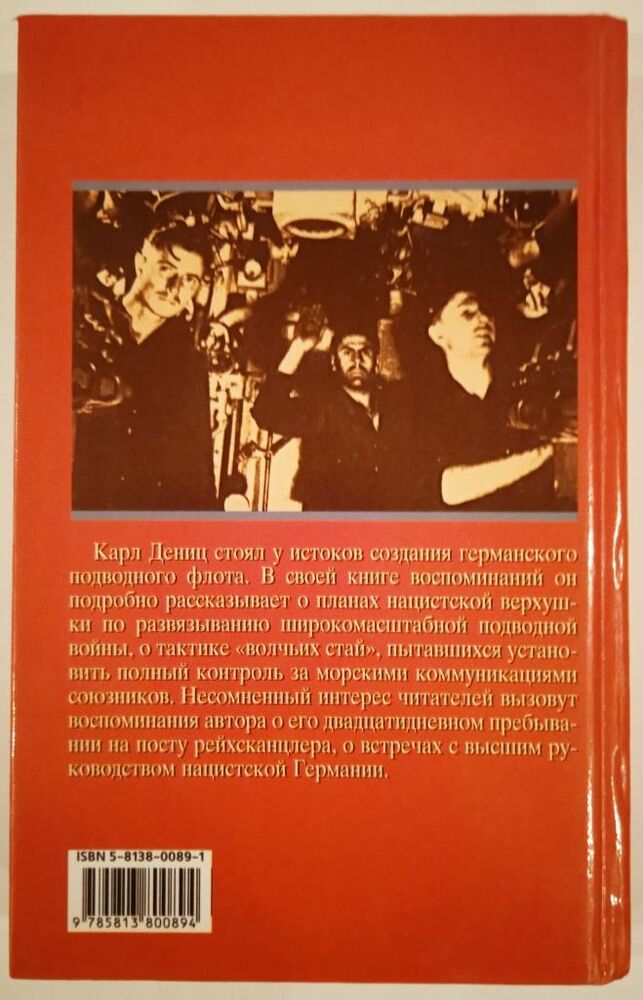 Карл Дениц стоял у истоков создания германского
подводного флота. В своей книге воспоминаний он
подробно рассказывает о планах нацистской верхуш-
ки по развязыванию широкомасштабной подводной
войны, о тактике «волчьих стай», пытавшихся устано-
вить полный контроль за морскими коммуникациями
союзников. Несомненный интерес читателей вызовут
воспоминания автора о его двадцатидневном пребыва-
нии на посту рейхсканцлера, о встречах с высшим ру-
ководством нацистской Германии.
ISBN 5-8138-0089-1
9 785813 800894